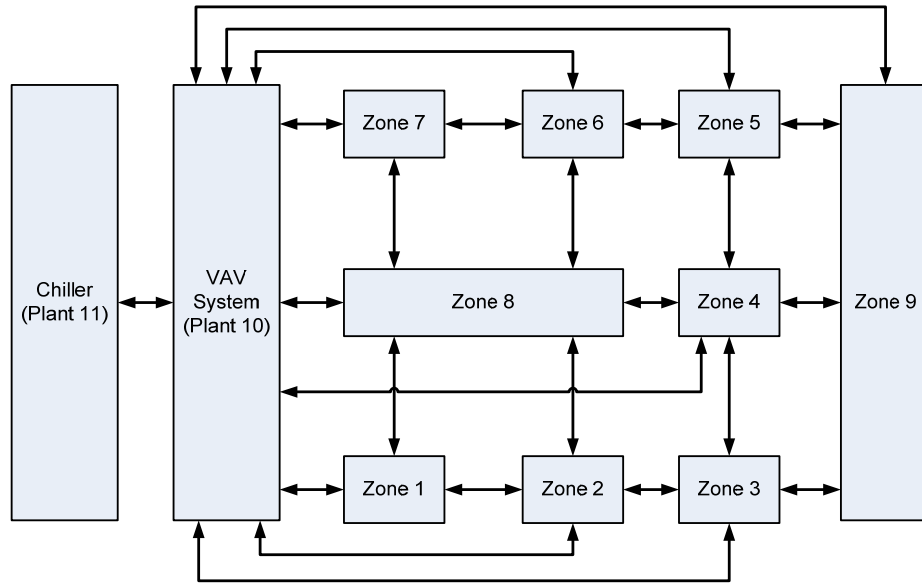 Zone 7
Zone 6
Zone 5
Chiller
(Plant 11)
VAV
System
(Plant 10)
Zone 8
Zone 4
Zone 9
Zone 1
Zone 2
Zone 3